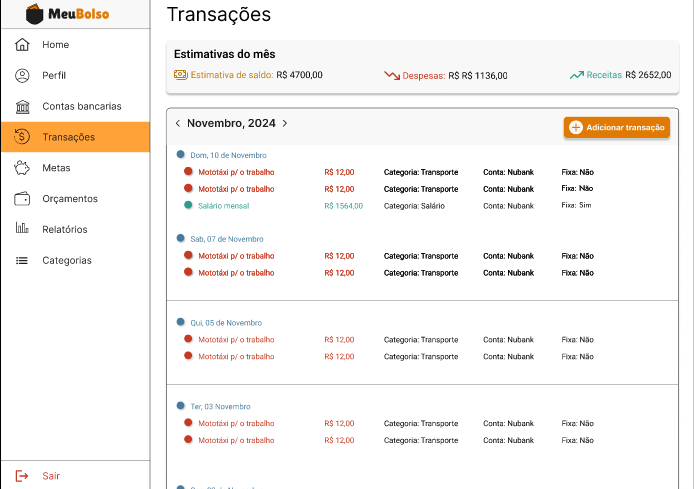 MeuBolso
Transações
Estimativas do mês
Estimativa de saldo: R$ 4700,00 Despesas: R$ R$ 1136,00 Receitas R$ 2652,00
Home
Perfil
Contas bancarias
Transações
Metas
Orçamentos
Relatórios
Categorias
Sair
Novembro, 2024 Adicionar transação
Dom, 10 de Novembro
Mototáxi p/ o trabalho R$ 12,00 Categoria: Transporte Conta: Nubank Fixa: Não
Mototáxi p/ o trabalho R$ 12,00 Categoria: Transporte Conta: Nubank Fixa: Não
Salário mensal R$ 1564,00 Categoria: Salário Conta: Nubank Fixa: Sim
Sab, 07 de Novembro
Mototáxi p/ o trabalho R$ 12,00 Categoria: Transporte Conta: Nubank Fixa: Não
Mototáxi p/ o trabalho R$ 12,00 Categoria: Transporte Conta: Nubank Fixa: Não
Qui, 05 de Novembro
Mototáxi p/ o trabalho R$ 12,00 Categoria: Transporte Conta: Nubank Fixa: Não
Mototáxi p/ o trabalho R$ 12,00 Categoria: Transporte Conta: Nubank Fixa: Não
Ter, 03 Novembro
Mototáxi p/ o trabalho R$ 12,00 Categoria: Transporte Conta: Nubank Fixa: Não
Mototáxi p/ o trabalho R$ 12,00 Categoria: Transporte Conta: Nubank Fixa: Não